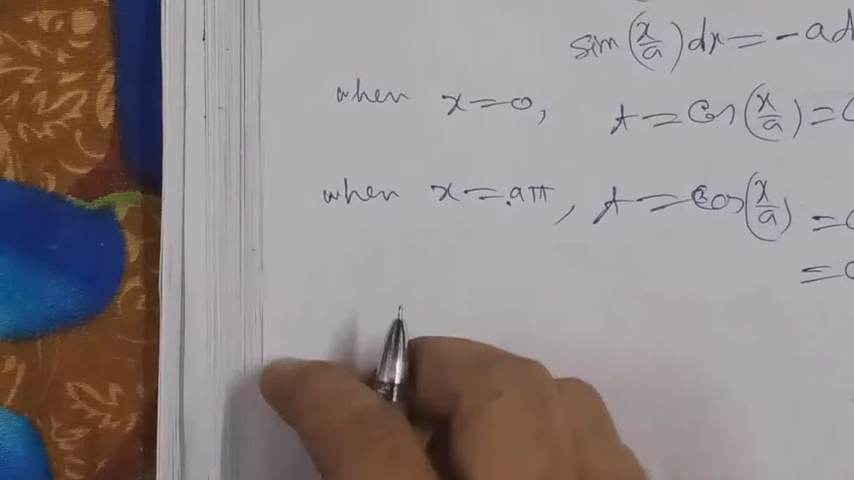 sin(x/a)dx = -ad
when x=0, t = cos(x/a) =
when x=aπ, t = cos(x/a) =
=